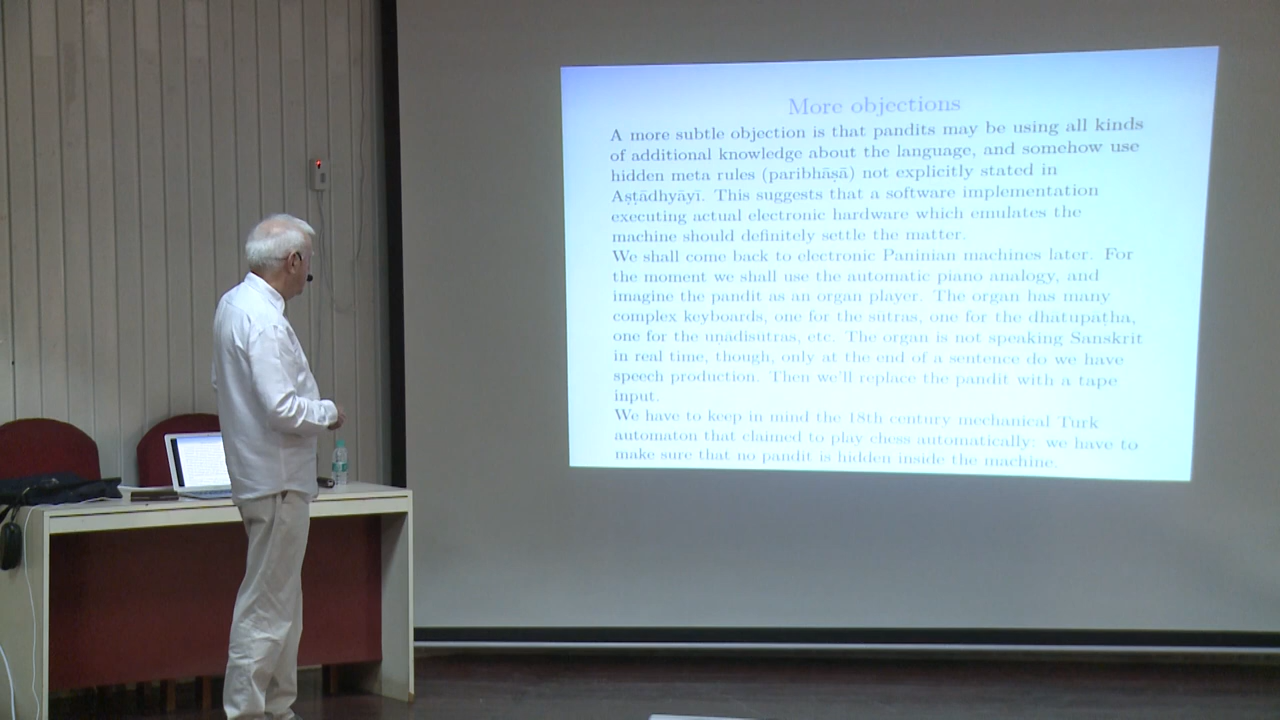 More objections
A more subtle objection is that pandits may be using all kinds
of additional knowledge about the language, and somehow use
hidden meta rules (paribhāṣā) not explicitly stated in
Aṣṭādhyāyī. This suggests that a software implementation
executing actual electronic hardware which emulates the
machine should definitely settle the matter.
We shall come back to electronic Paninian machines later. For
the moment we shall use the automatic piano analogy, and
imagine the pandit as an organ player. The organ has many
complex keyboards, one for the sūtras, one for the dhatupaṭha,
one for the uṇadisutras, etc. The organ is not speaking Sanskrit
in real time, though, only at the end of a sentence do we have
speech production. Then we'll replace the pandit with a tape
input.
We have to keep in mind the 18th century mechanical Turk
automaton that claimed to play chess automatically: we have to
make sure that no pandit is hidden inside the machine.